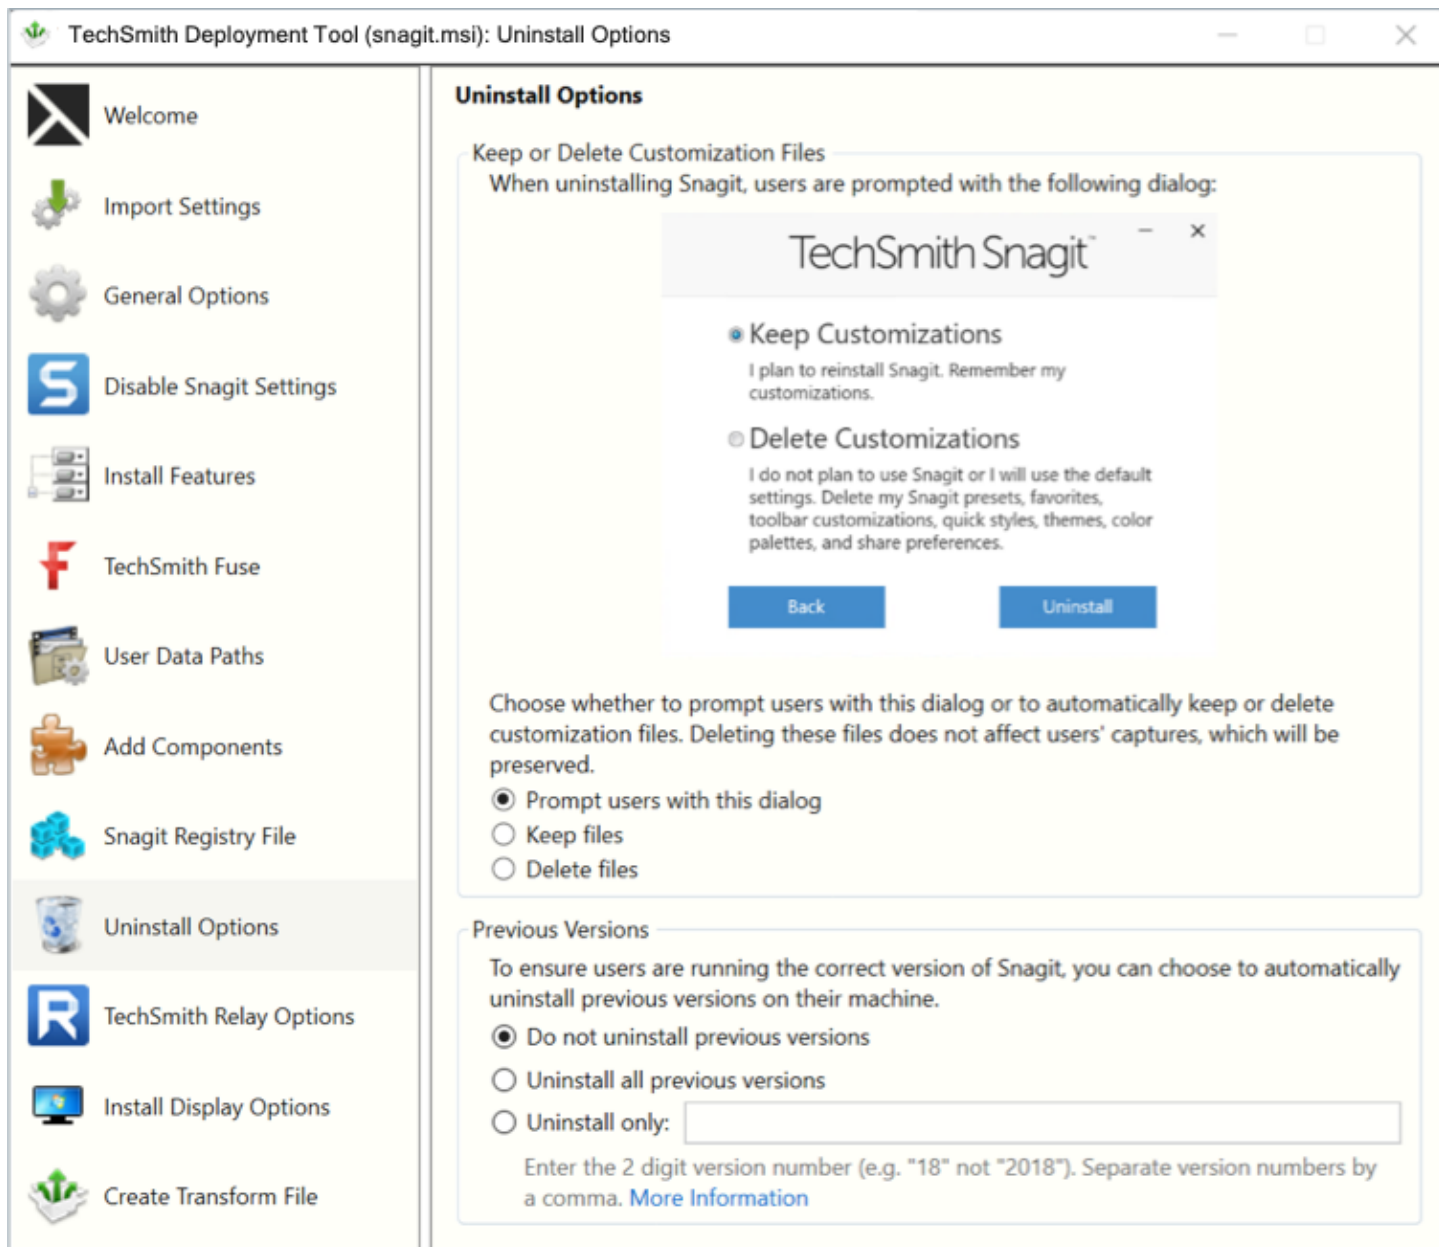 TechSmith Deployment Tool (snagit.msi): Uninstall Options
Welcome
Import Settings
General Options
Disable Snagit Settings
Install Features
TechSmith Fuse
User Data Paths
Add Components
Snagit Registry File
Uninstall Options
TechSmith Relay Options
Install Display Options
Create Transform File
Uninstall Options
Keep or Delete Customization Files
When uninstalling Snagit, users are prompted with the following dialog:
TechSmith Snagit™
Keep Customizations
I plan to reinstall Snagit. Remember my
customizations.
Delete Customizations
I do not plan to use Snagit or I will use the default
settings. Delete my Snagit presets, favorites,
toolbar customizations, quick styles, themes, color
palettes, and share preferences.
Back
Uninstall
Choose whether to prompt users with this dialog or to automatically keep or delete
customization files. Deleting these files does not affect users' captures, which will be
preserved.
Prompt users with this dialog
Keep files
Delete files
Previous Versions
To ensure users are running the correct version of Snagit, you can choose to automatically
uninstall previous versions on their machine.
Do not uninstall previous versions
Uninstall all previous versions
Uninstall only:
Enter the 2 digit version number (e.g. "18" not "2018"). Separate version numbers by
a comma. More Information